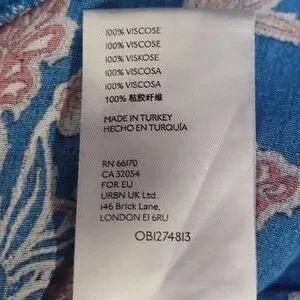 100% VISCOSE
100% VISCOSE
100% VISKOSE
100% VISCOSA
100% VISCOSA
100% 粘胶纤维
MADE IN TURKEY
HECHO EN TURQUÍA
RN 66170
CA 32054
FOR EU
URBN UK Ltd.
146 Brick Lane,
LONDON E1 6RU
OB1274813